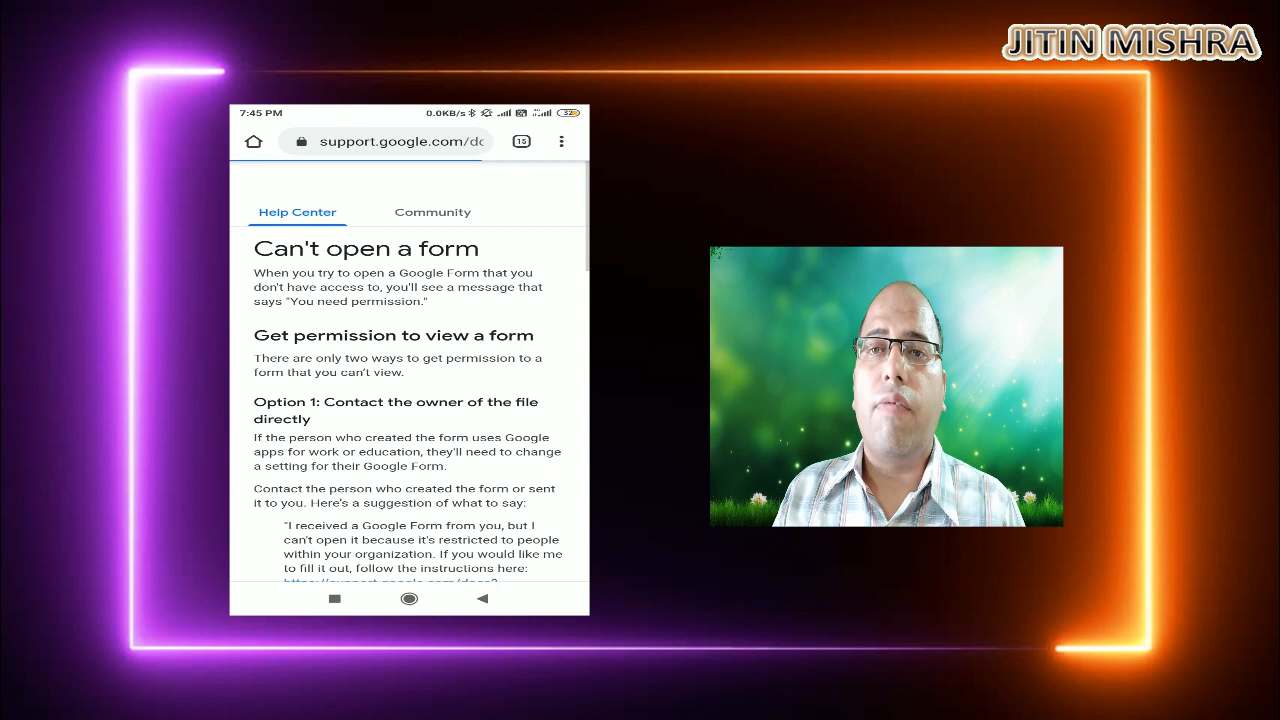 JITIN MISHRA
7:45 PM
0.0KB/s
32
support.google.com/dc
15
Help Center
Community
Can't open a form
When you try to open a Google Form that you
don't have access to, you'll see a message that
says "You need permission."
Get permission to view a form
There are only two ways to get permission to a
form that you can't view.
Option 1: Contact the owner of the file
directly
If the person who created the form uses Google
apps for work or education, they'll need to change
a setting for their Google Form.
Contact the person who created the form or sent
it to you. Here's a suggestion of what to say:
"I received a Google Form from you, but I
can't open it because it's restricted to people
within your organization. If you would like me
to fill it out, follow the instructions here:
https://support.google.com/docs?